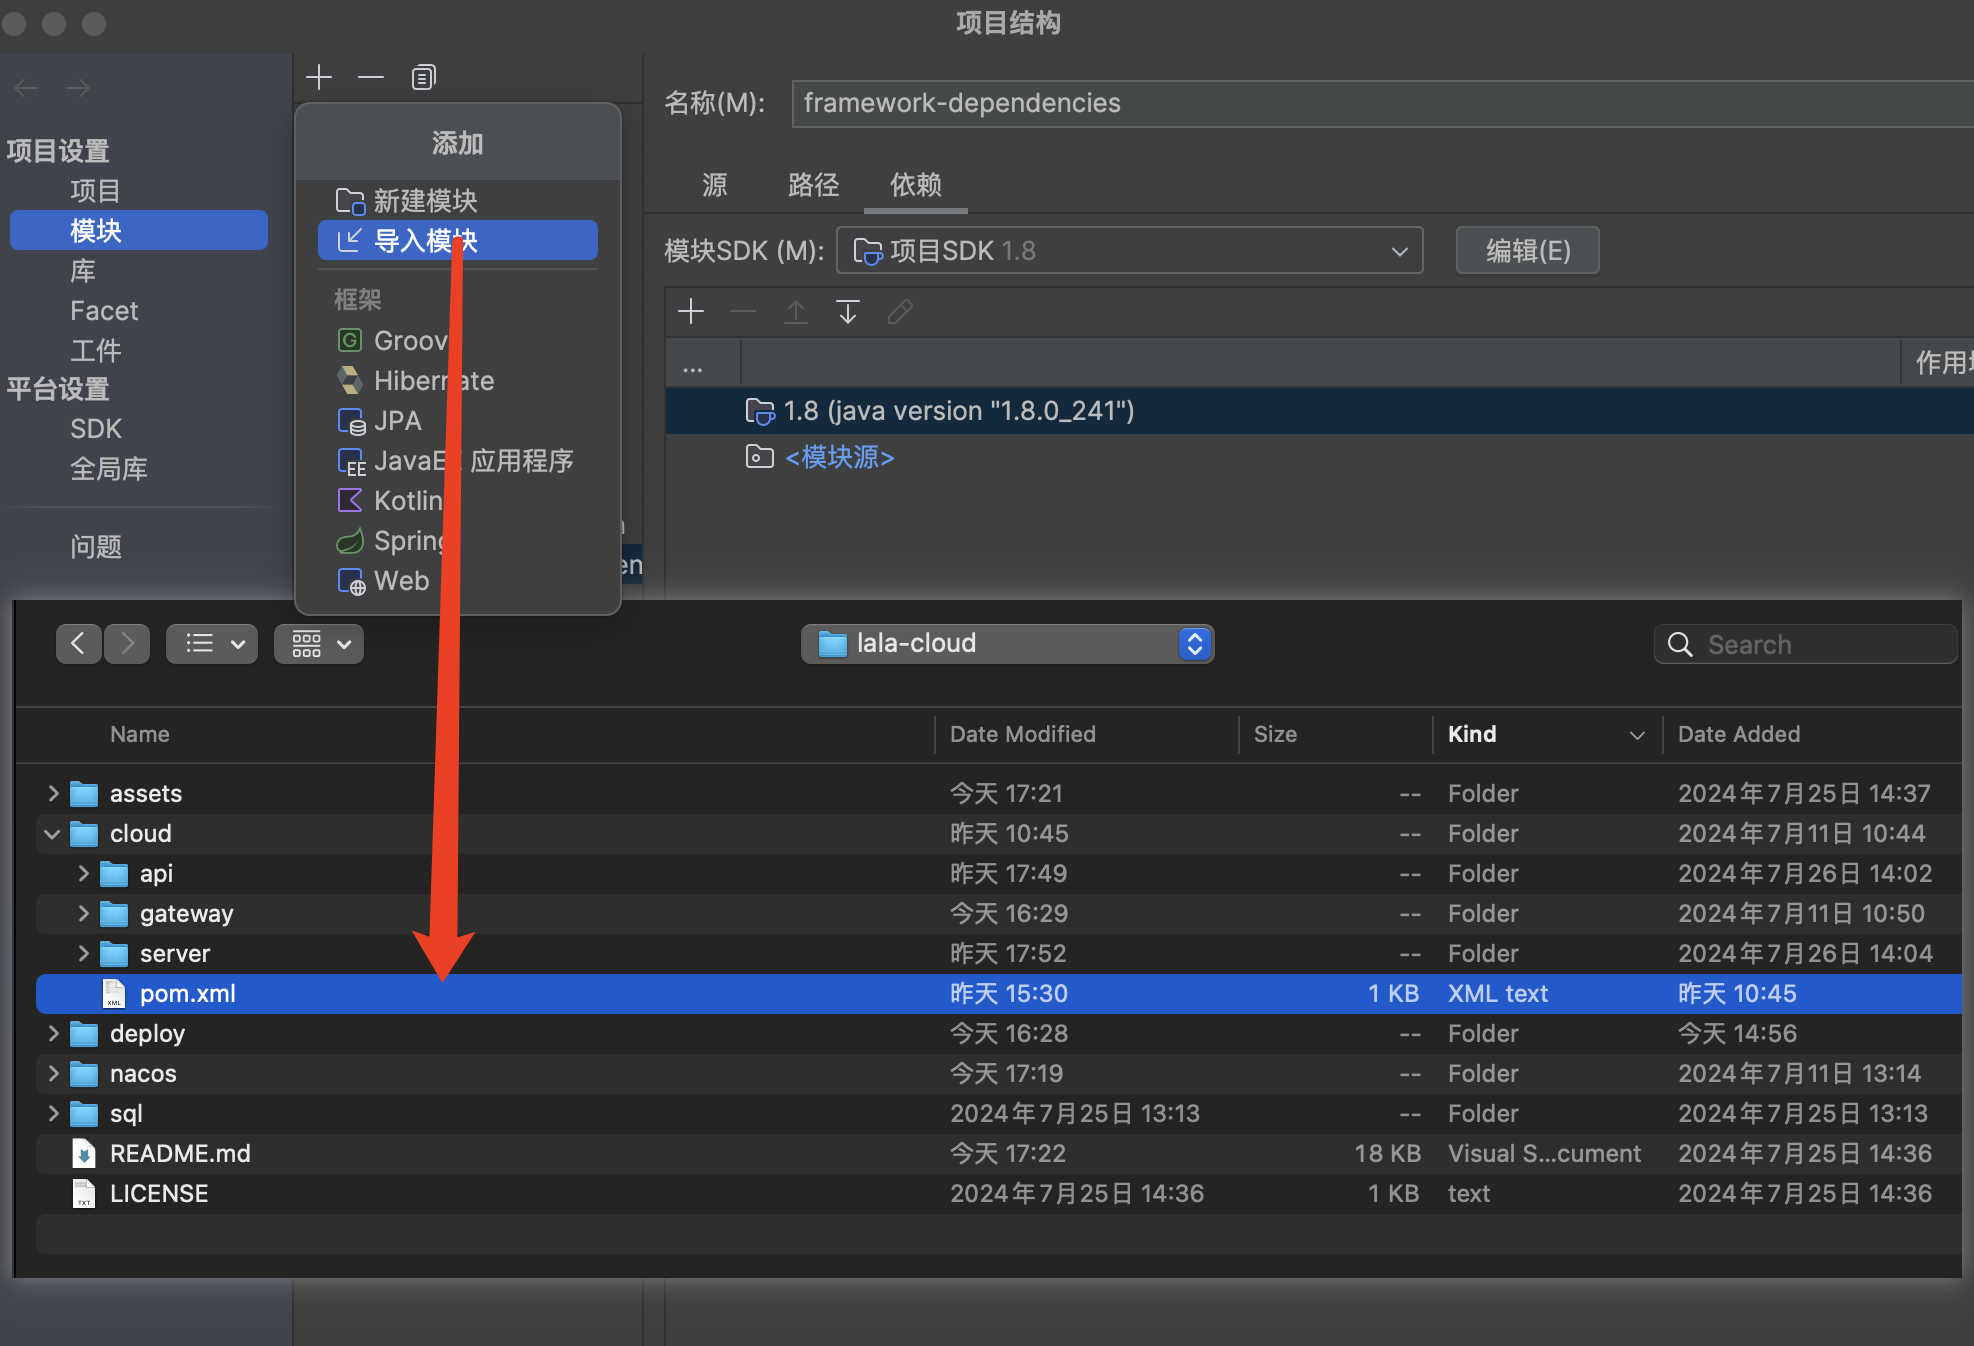 项目结构
项目设置
项目
模块
库
Facet
工件
平台设置
SDK
全局库
问题
添加
新建模块
导入模块
框架
G Groov
Hibernate
JPA
EE JavaE 应用程序
Kotlin
Spring
Web
en
名称(M): framework-dependencies
源 路径 依赖
模块SDK (M): 项目SDK 1.8 编辑(E)
... 作用
1.8 (java version "1.8.0_241")
<模块源>
lala-cloud Search
Name Date Modified Size Kind Date Added
assets 今天 17:21 -- Folder 2024年7月25日 14:37
cloud 昨天 10:45 -- Folder 2024年7月11日 10:44
api 昨天 17:49 -- Folder 2024年7月26日 14:02
gateway 今天 16:29 -- Folder 2024年7月11日 10:50
server 昨天 17:52 -- Folder 2024年7月26日 14:04
XML pom.xml 昨天 15:30 1 KB XML text 昨天 10:45
deploy 今天 16:28 -- Folder 今天 14:56
nacos 今天 17:19 -- Folder 2024年7月11日 13:14
sql 2024年7月25日 13:13 -- Folder 2024年7月25日 13:13
README.md 今天 17:22 18 KB Visual S...cument 2024年7月25日 14:36
TXT LICENSE 2024年7月25日 14:36 1 KB text 2024年7月25日 14:36